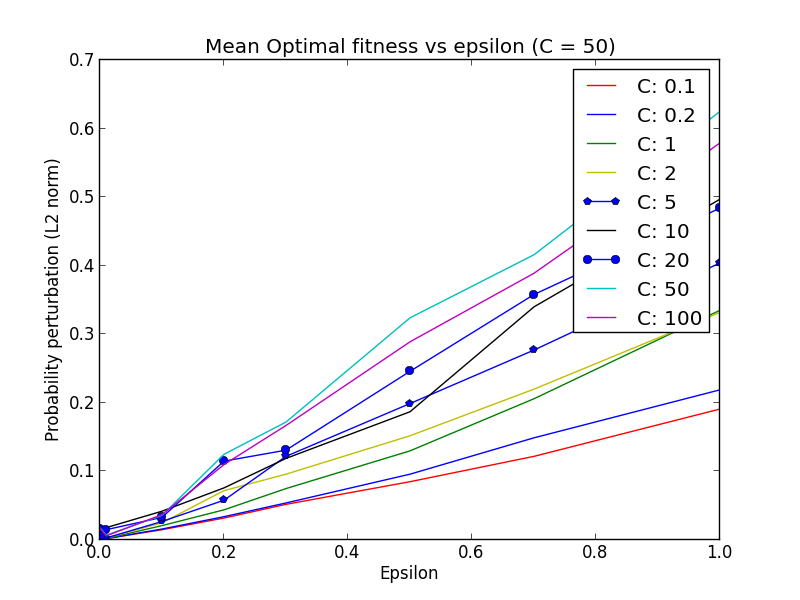 Mean Optimal fitness vs epsilon (C = 50)
Probability perturbation (L2 norm)
0.7
0.6
0.5
0.4
0.3
0.2
0.1
0.0
0.0 0.2 0.4 0.6 0.8 1.0
Epsilon
C: 0.1
C: 0.2
C: 1
C: 2
C: 5
C: 10
C: 20
C: 50
C: 100